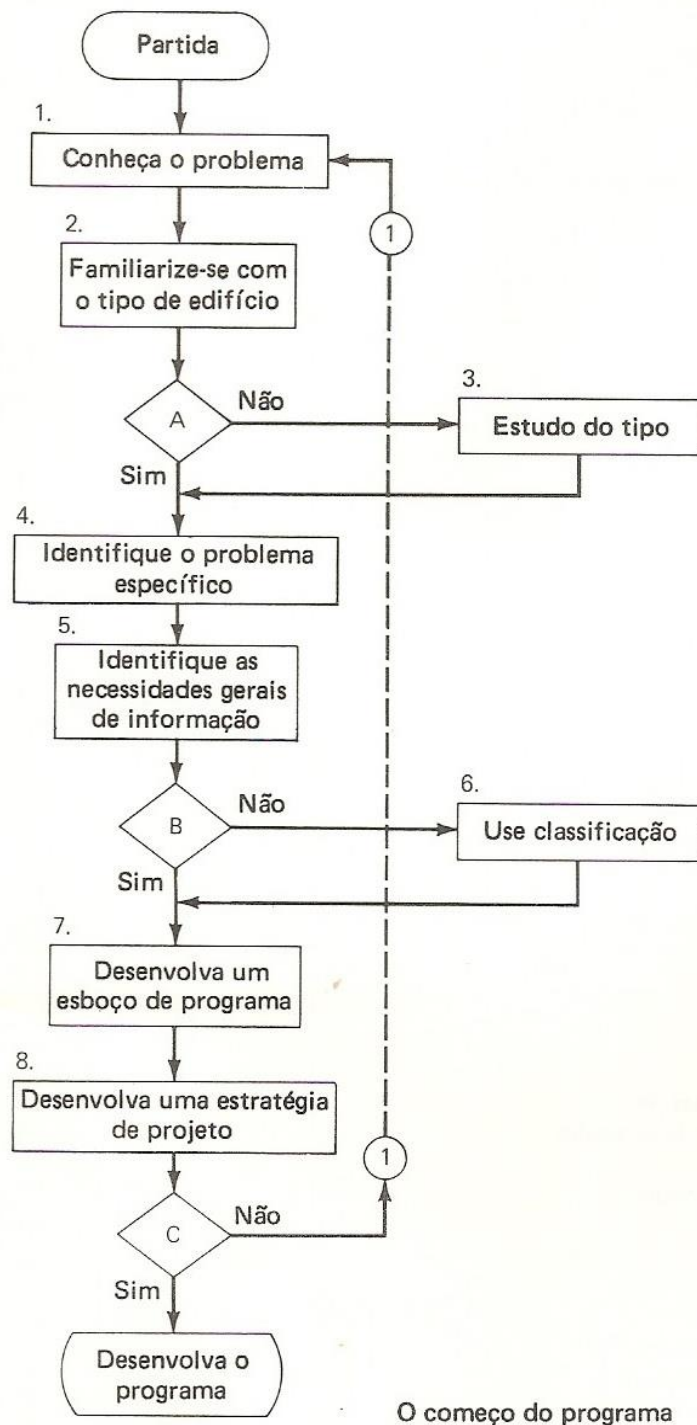 Partida
1.
Conheça o problema
1
2.
Familiarize-se com
o tipo de edifício
A
Não
3.
Estudo do tipo
Sim
4.
Identifique o problema
específico
5.
Identifique as
necessidades gerais
de informação
B
Não
6.
Use classificação
Sim
7.
Desenvolva um
esboço de programa
8.
Desenvolva uma estratégia
de projeto
1
C
Não
Sim
Desenvolva o
programa
O começo do programa